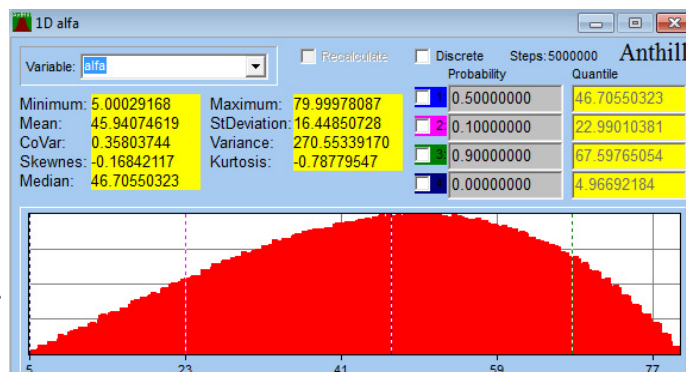 1D alfa
Variable: alfa
Recalculate
Discrete Steps:5000000 Anthill
Probability Quantile
Minimum: 5.00029168 Maximum: 79.99978087
Mean: 45.94074619 StDeviation: 16.44850728
CoVar: 0.35803744 Variance: 270.55339170
Skewnes: -0.16842117 Kurtosis: -0.78779547
Median: 46.70550323
1: 0.50000000 46.70550323
2: 0.10000000 22.99010381
3: 0.90000000 67.59765054
4: 0.00000000 4.96692184
5 23 41 59 77